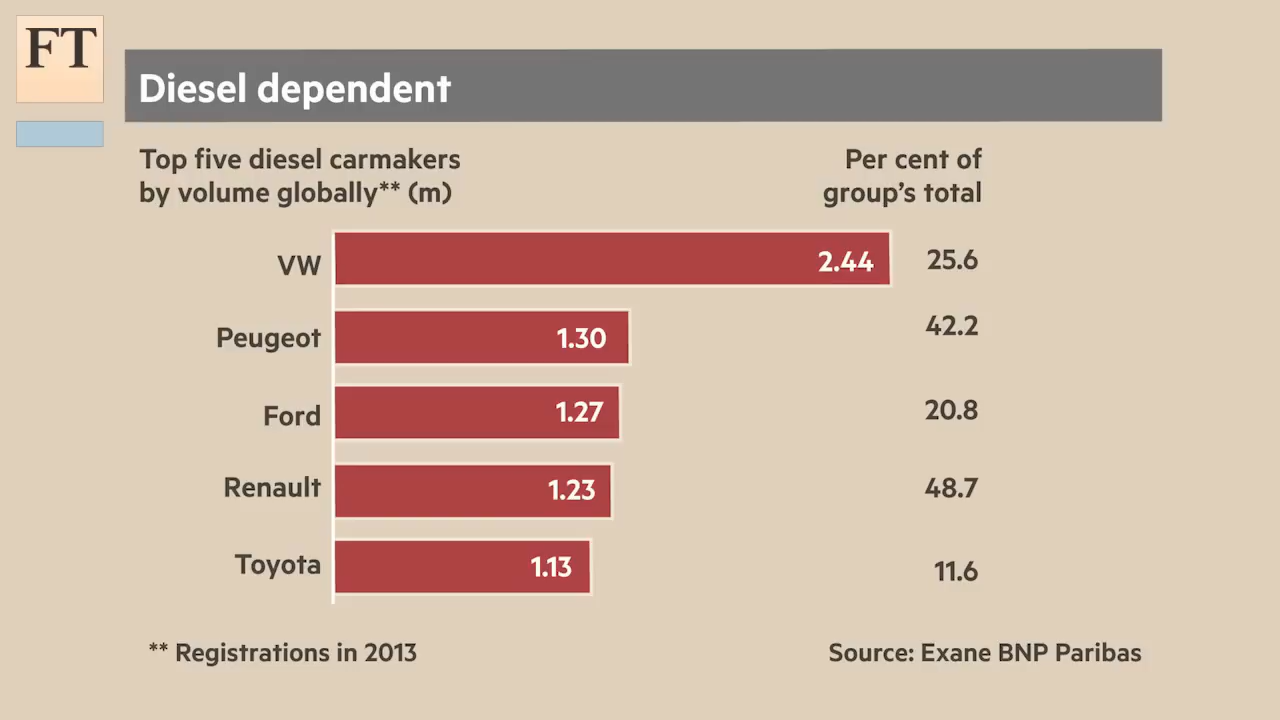 FT
Diesel dependent
Top five diesel carmakers
by volume globally** (m)
Per cent of
group's total
VW 2.44 25.6
Peugeot 1.30 42.2
Ford 1.27 20.8
Renault 1.23 48.7
Toyota 1.13 11.6
** Registrations in 2013
Source: Exane BNP Paribas